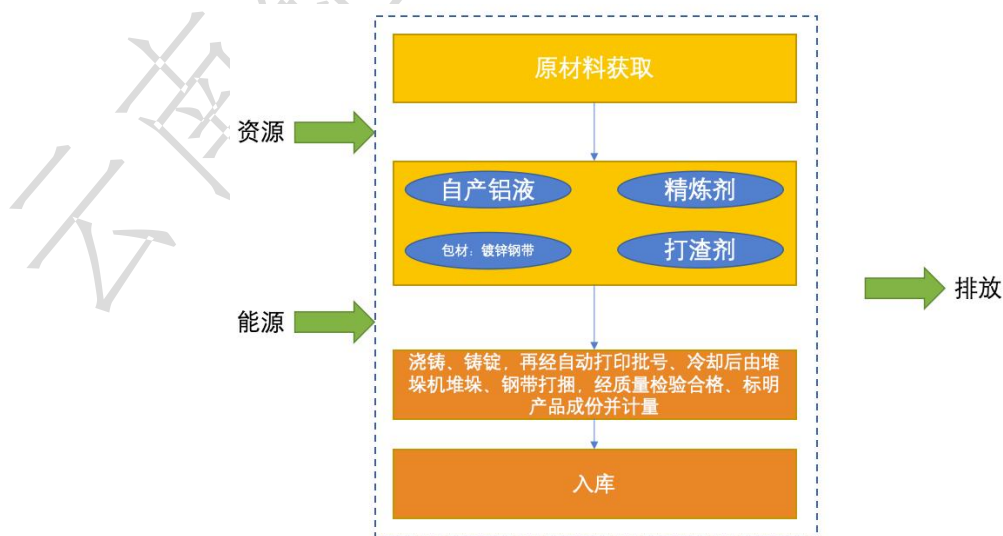 原材料获取
资源
自产铝液
精炼剂
包材：镀锌钢带
打渣剂
排放
能源
浇铸、铸锭，再经自动打印批号、冷却后由堆
垛机堆垛、钢带打捆，经质量检验合格、标明
产品成份并计量
入库
云南